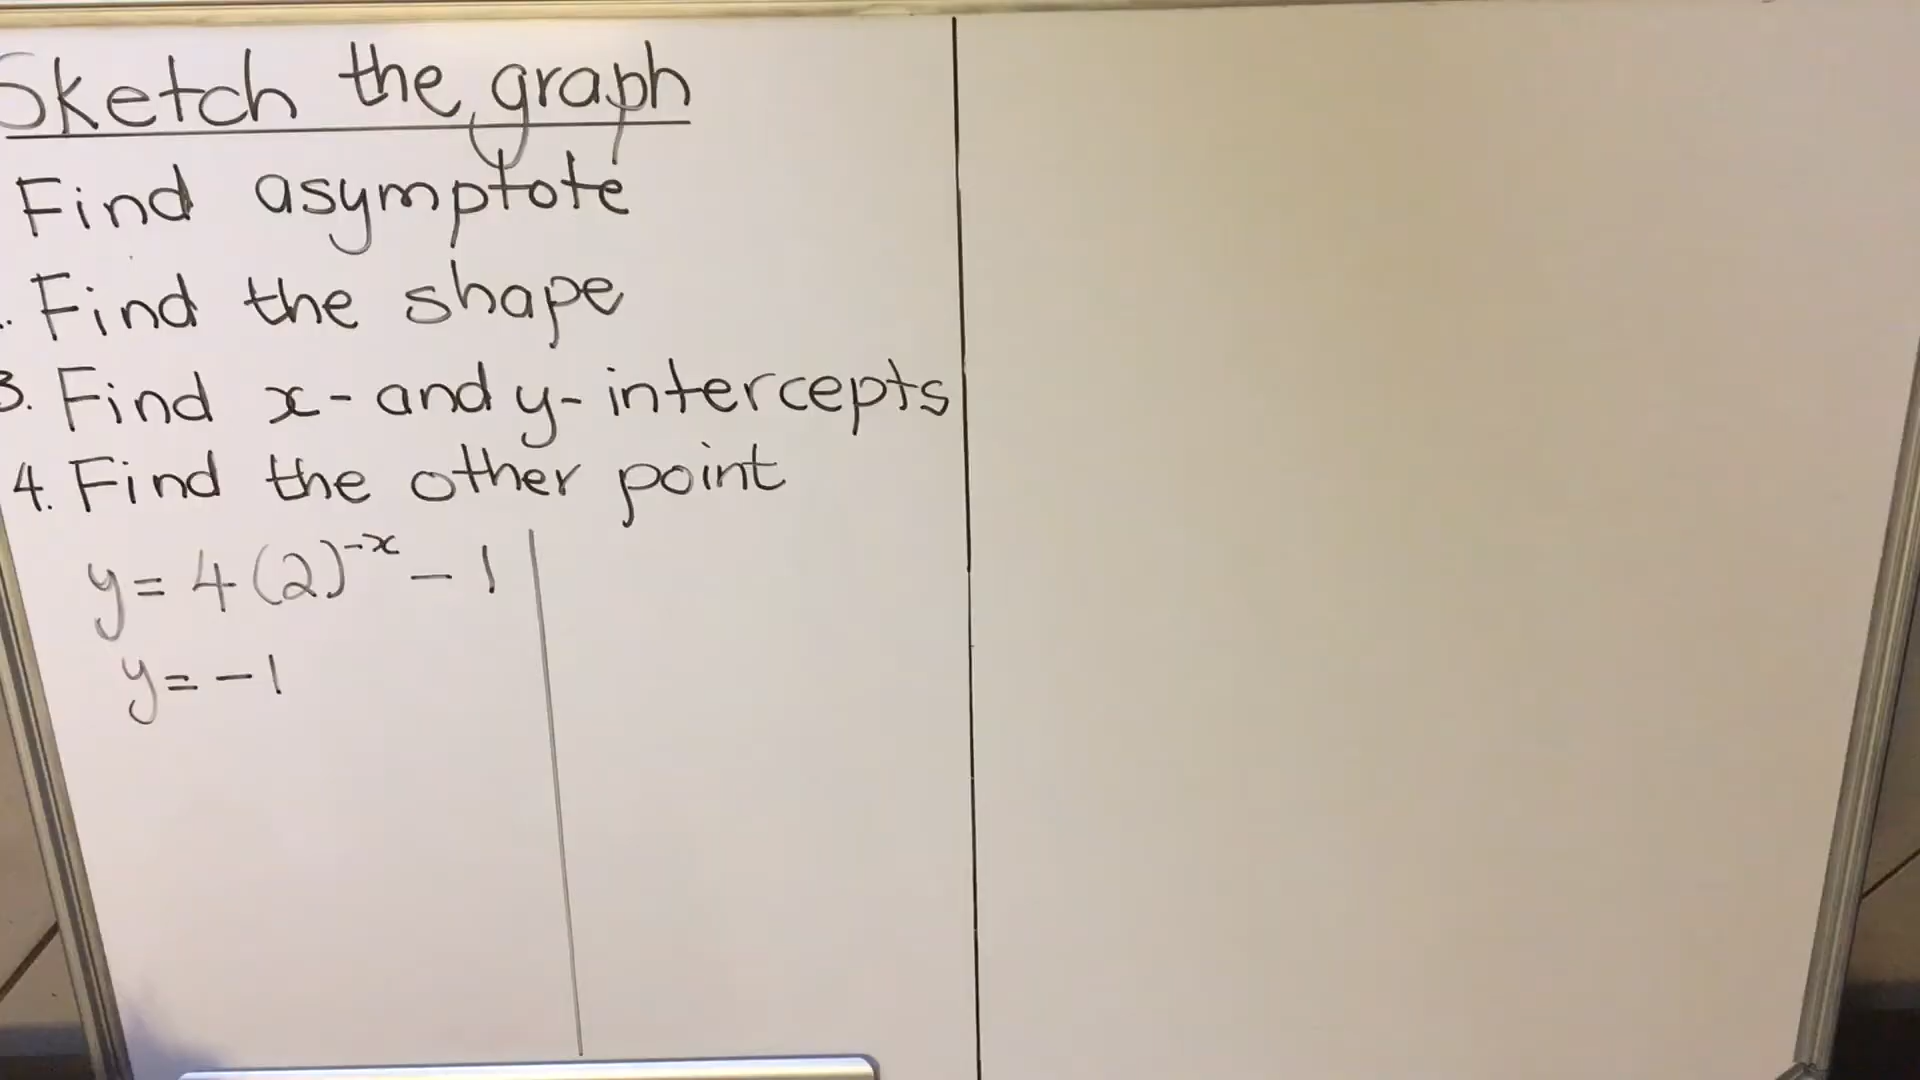 Sketch the graph
Find asymptote
. Find the shape
3. Find x- and y- intercepts
4. Find the other point
y = 4(2)^{-x} - 1
y = -1